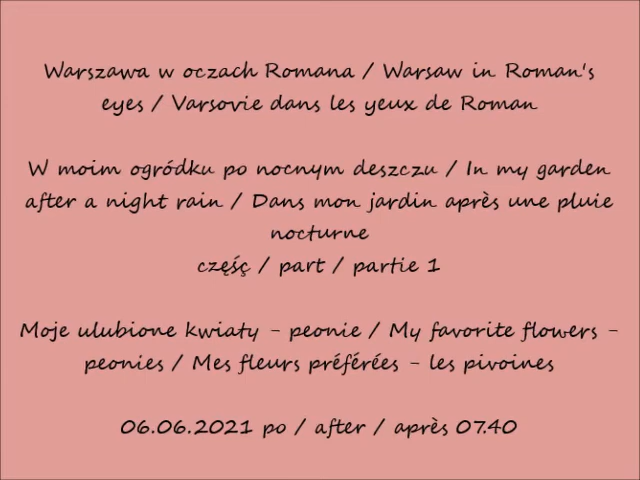 Warszawa w oczach Romana / Warsaw in Roman's
eyes / Varsovie dans les yeux de Roman
W moim ogródku po nocnym deszczu / In my garden
after a night rain / Dans mon jardin après une pluie
nocturne
częśç / part / partie 1
Moje ulubione kwiaty - peonie / My favorite flowers -
peonies / Mes fleurs préférées - les pivoines
06.06.2021 po / after / après 07.40